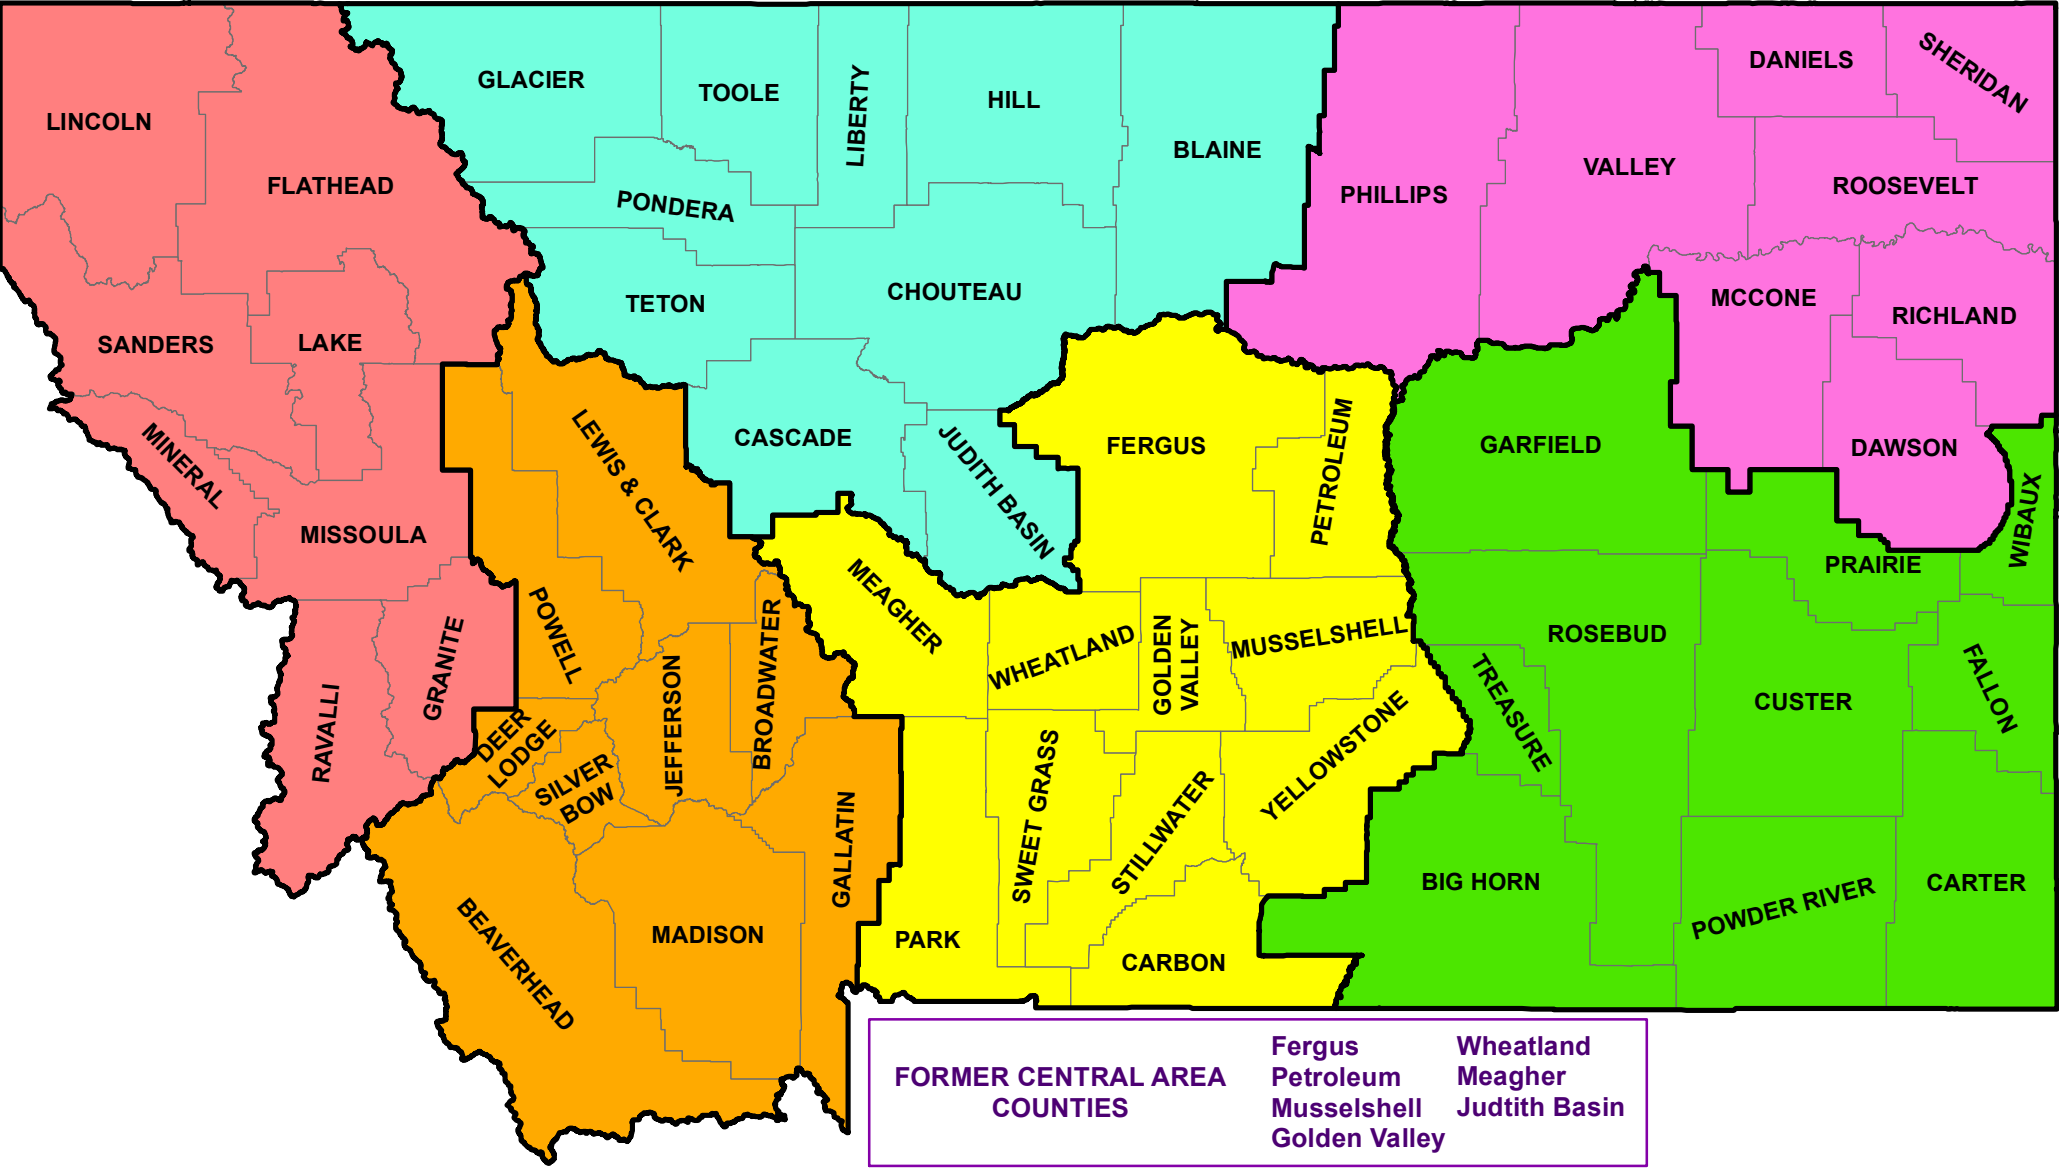 GLACIER
TOOLE
LIBERTY
HILL
BLAINE
DANIELS
SHERIDAN
LINCOLN
FLATHEAD
PONDERA
PHILLIPS
VALLEY
ROOSEVELT
TETON
CHOUTEAU
MCCONE
RICHLAND
SANDERS
LAKE
CASCADE
JUDITH BASIN
FERGUS
PETROLEUM
GARFIELD
DAWSON
WIBAUX
MINERAL
MISSOULA
LEWIS & CLARK
PRAIRIE
POWELL
MEAGHER
WHEATLAND
GOLDEN
VALLEY
MUSSELSHELL
ROSEBUD
TREASURE
CUSTER
FALLON
RAVALLI
GRANITE
DEER
LODGE
SILVER
BOW
JEFFERSON
BROADWATER
GALLATIN
SWEET GRASS
STILLWATER
YELLOWSTONE
BIG HORN
POWDER RIVER
CARTER
BEAVERHEAD
MADISON
PARK
CARBON
FORMER CENTRAL AREA
COUNTIES
Fergus
Petroleum
Musselshell
Golden Valley
Wheatland
Meagher
Judtith Basin